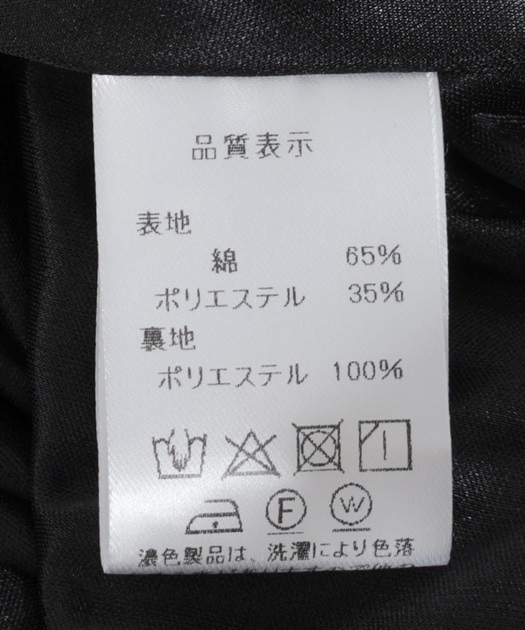 品質表示
表地
綿 65%
ポリエステル 35%
裏地
ポリエステル 100%
F W
濃色製品は、洗濯により色落